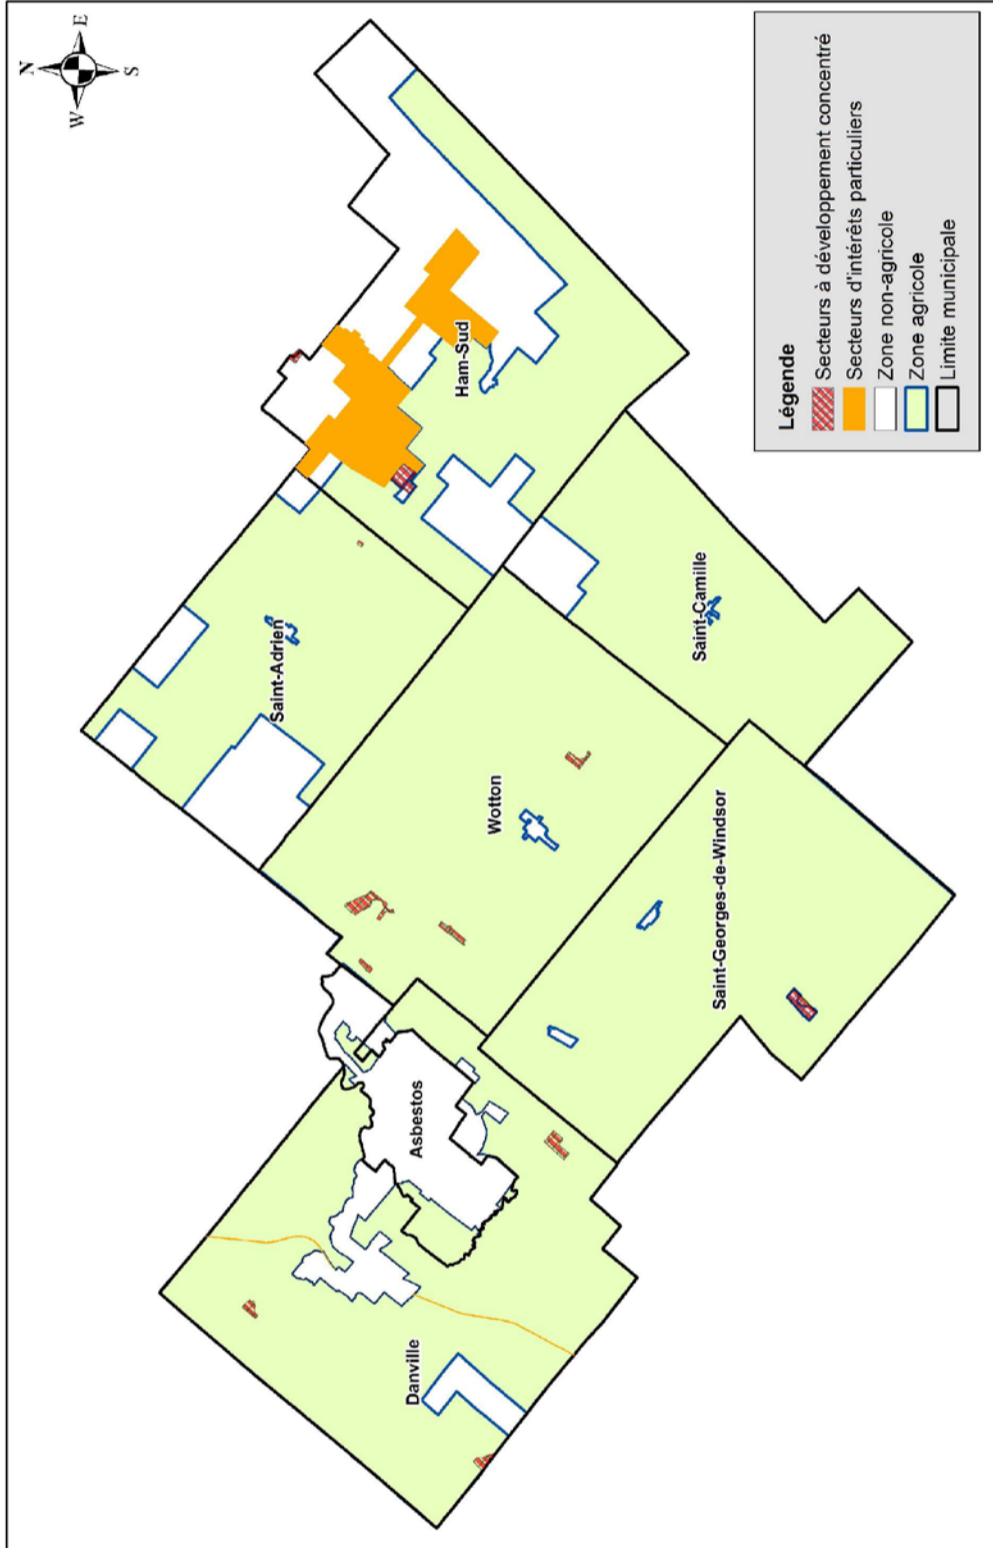 N
E
S
W
Ham-Sud
Saint-Adrien
Saint-Camille
Wotton
Saint-Georges-de-Windsor
Asbestos
Danville
Légende
Secteurs à développement concentré
Secteurs d'intérêts particuliers
Zone non-agricole
Zone agricole
Limite municipale